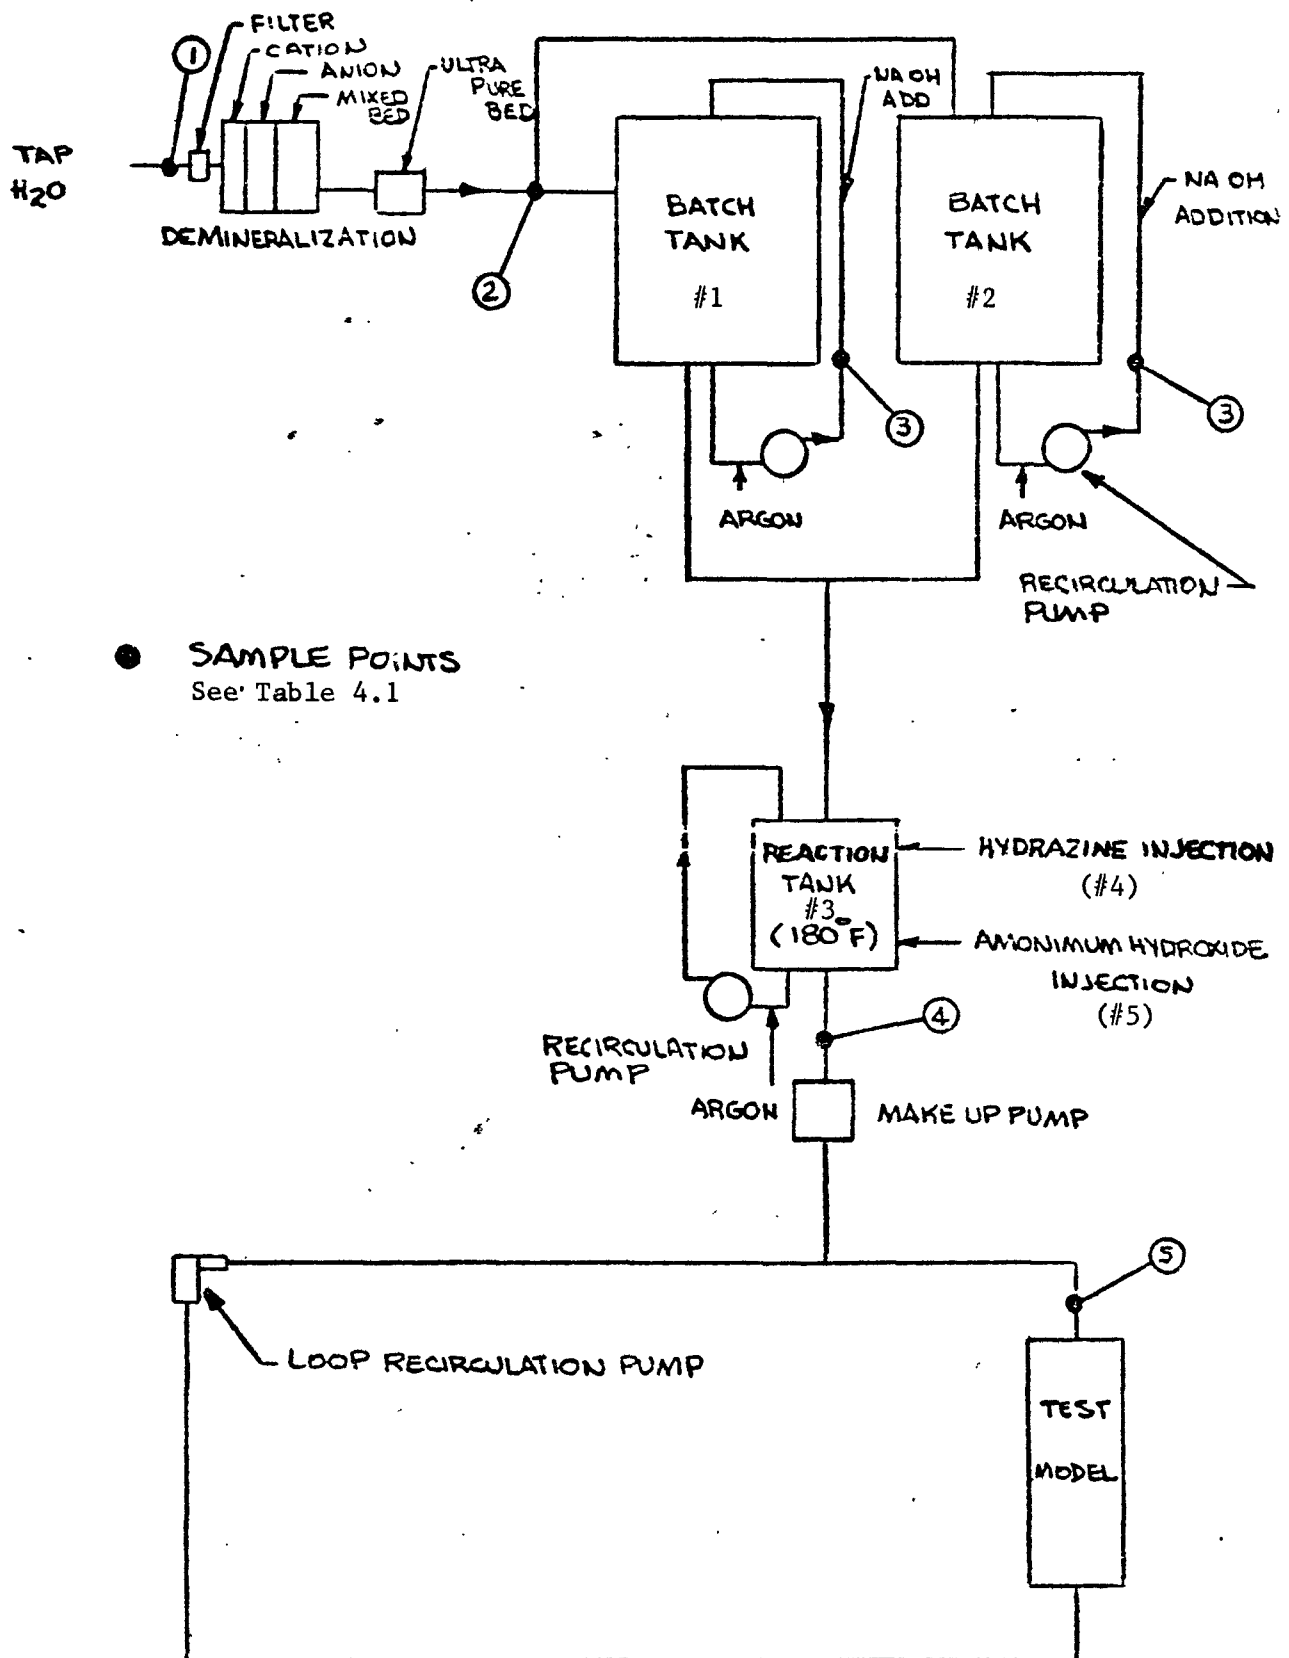 ①
FILTER
CATION
ANION
MIXED
BED
ULTRA
PURE
BED
TAP
H2O
DEMINERALIZATION
②
NA OH
ADD
BATCH
TANK
#1
BATCH
TANK
#2
NA OH
ADDITION
③
③
ARGON
ARGON
RECIRCULATION
PUMP
SAMPLE POINTS
See Table 4.1
REACTION
TANK
#3
(180°F)
HYDRAZINE INJECTION
(#4)
AMONIMUM HYDROXIDE
INJECTION
(#5)
④
RECIRCULATION
PUMP
ARGON
MAKE UP PUMP
⑤
LOOP RECIRCULATION PUMP
TEST
MODEL